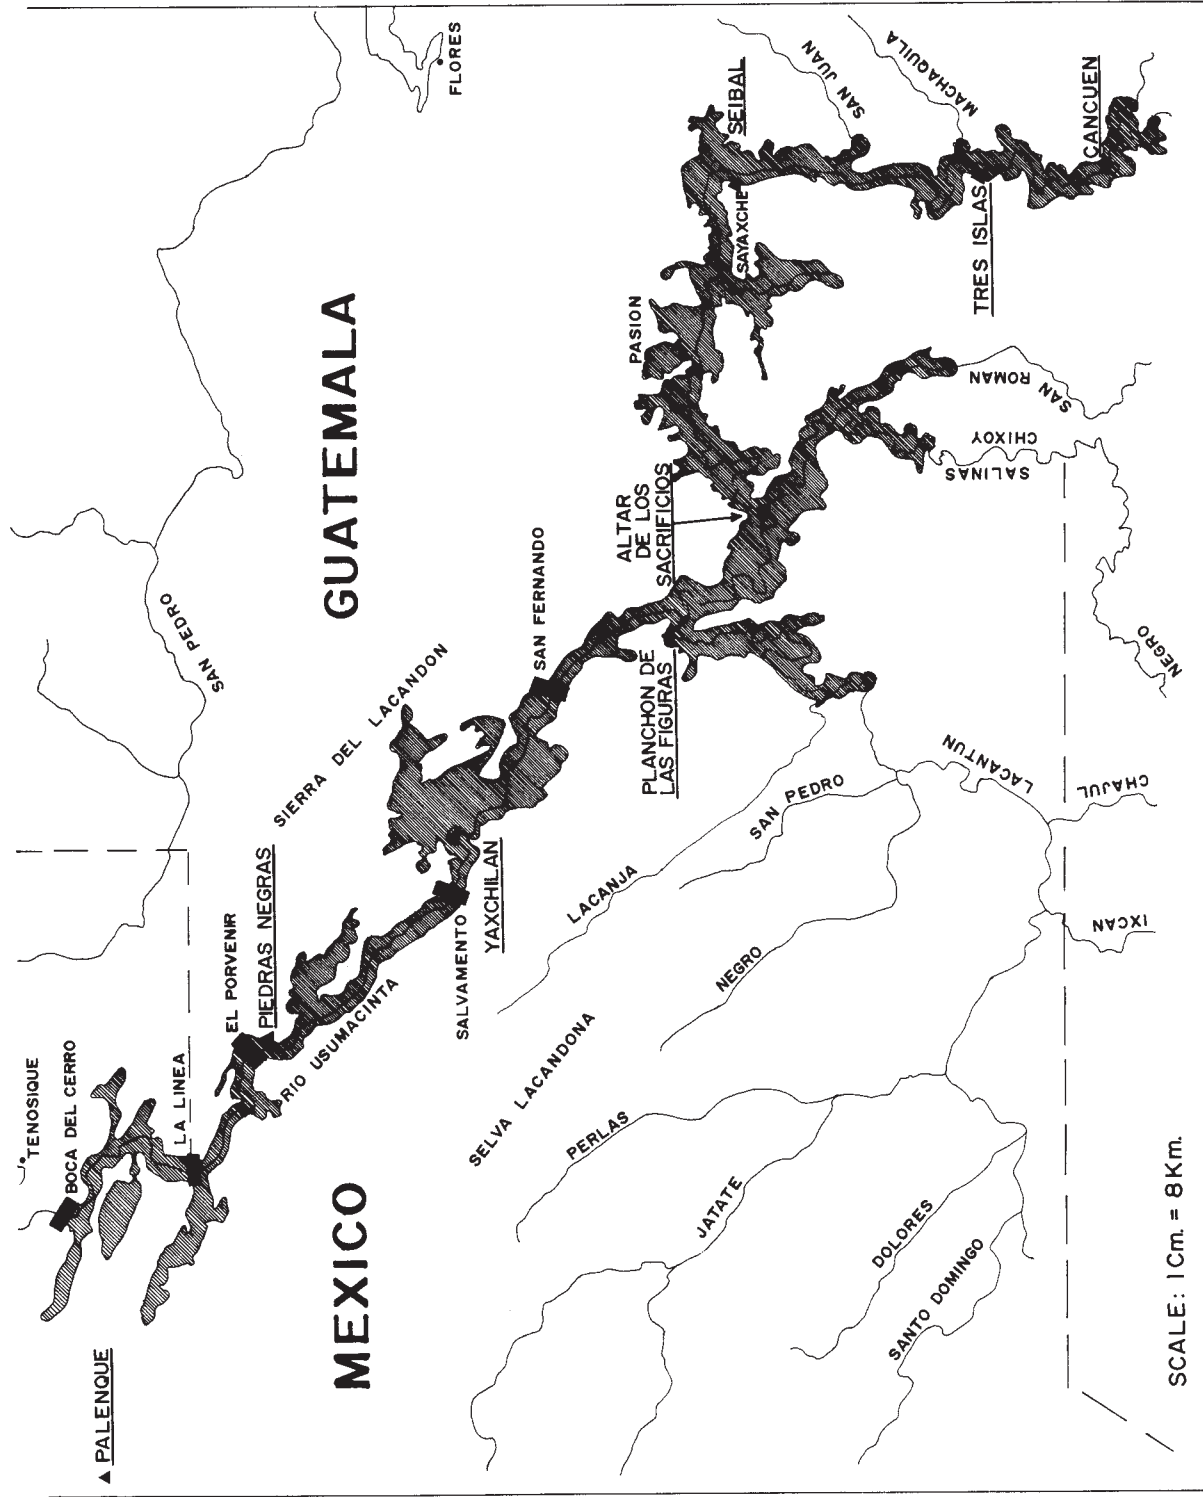 TENOSIQUE
BOCA DEL CERRO
PALENQUE
LA LINEA
EL PORVENIR
PIEDRAS NEGRAS
RIO USUMACINTA
SALVAMENTO
YAXCHILAN
SIERRA DEL LACANDON
SAN PEDRO
GUATEMALA
MEXICO
FLORES
SAN FERNANDO
PLANCHON DE
LAS FIGURAS
ALTAR
DE LOS
SACRIFICIOS
PASION
SAYAXCHE
SEIBAL
SAN JUAN
MACHAQUILA
TRES ISLAS
CANCUEN
SAN
ROMAN
SALINAS
CHIXOY
NEGRO
SELVA LACANDONA
LACANJA
SAN PEDRO
NEGRO
LACANTUN
CHAJUL
IXCAN
PERLAS
JATATE
DOLORES
SANTO DOMINGO
SCALE: 1 Cm. = 8 Km.